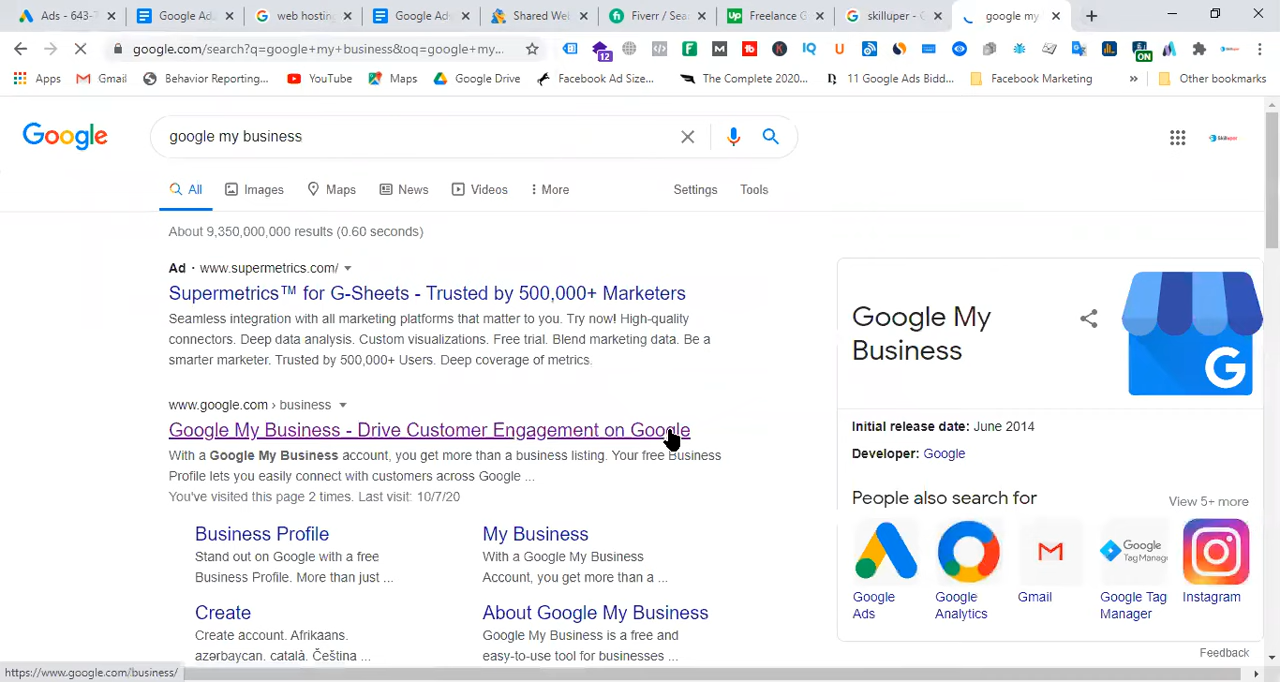 Ads - 643-7
Google Ad
web hosting
Google Ad
Shared We
Fiverr / Sea
Freelance G
skilluper - G
google my
google.com/search?q=google+my+business&oq=google+my...
12
ON
Apps
Gmail
Behavior Reporting...
YouTube
Maps
Google Drive
Facebook Ad Size...
The Complete 2020...
11 Google Ads Bidd...
Facebook Marketing
»
Other bookmarks
Google
google my business
All
Images
Maps
News
Videos
More
Settings
Tools
About 9,350,000,000 results (0.60 seconds)
Ad · www.supermetrics.com/
Supermetrics™ for G-Sheets - Trusted by 500,000+ Marketers
Seamless integration with all marketing platforms that matter to you. Try now! High-quality
connectors. Deep data analysis. Custom visualizations. Free trial. Blend marketing data. Be a
smarter marketer. Trusted by 500,000+ Users. Deep coverage of metrics.
www.google.com › business
Google My Business - Drive Customer Engagement on Google
With a Google My Business account, you get more than a business listing. Your free Business
Profile lets you easily connect with customers across Google ...
You've visited this page 2 times. Last visit: 10/7/20
Business Profile
Stand out on Google with a free
Business Profile. More than just ...
My Business
With a Google My Business
Account, you get more than a ...
Create
Create account. Afrikaans.
azərbaycan. català. Čeština ...
About Google My Business
Google My Business is a free and
easy-to-use tool for businesses ...
Google My
Business
G
Initial release date: June 2014
Developer: Google
People also search for
View 5+ more
Google
Ads
Google
Analytics
Gmail
Google Tag
Manager
Instagram
Feedback
https://www.google.com/business/